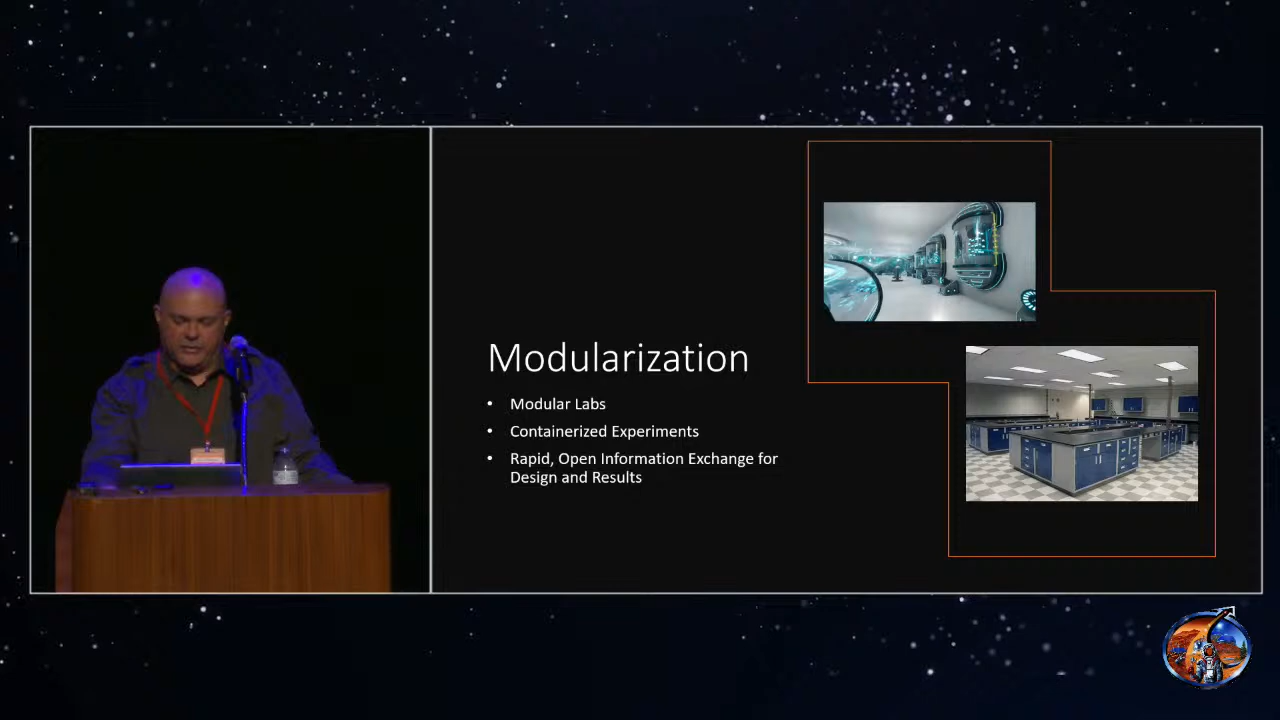 Modularization
• Modular Labs
• Containerized Experiments
• Rapid, Open Information Exchange for
Design and Results